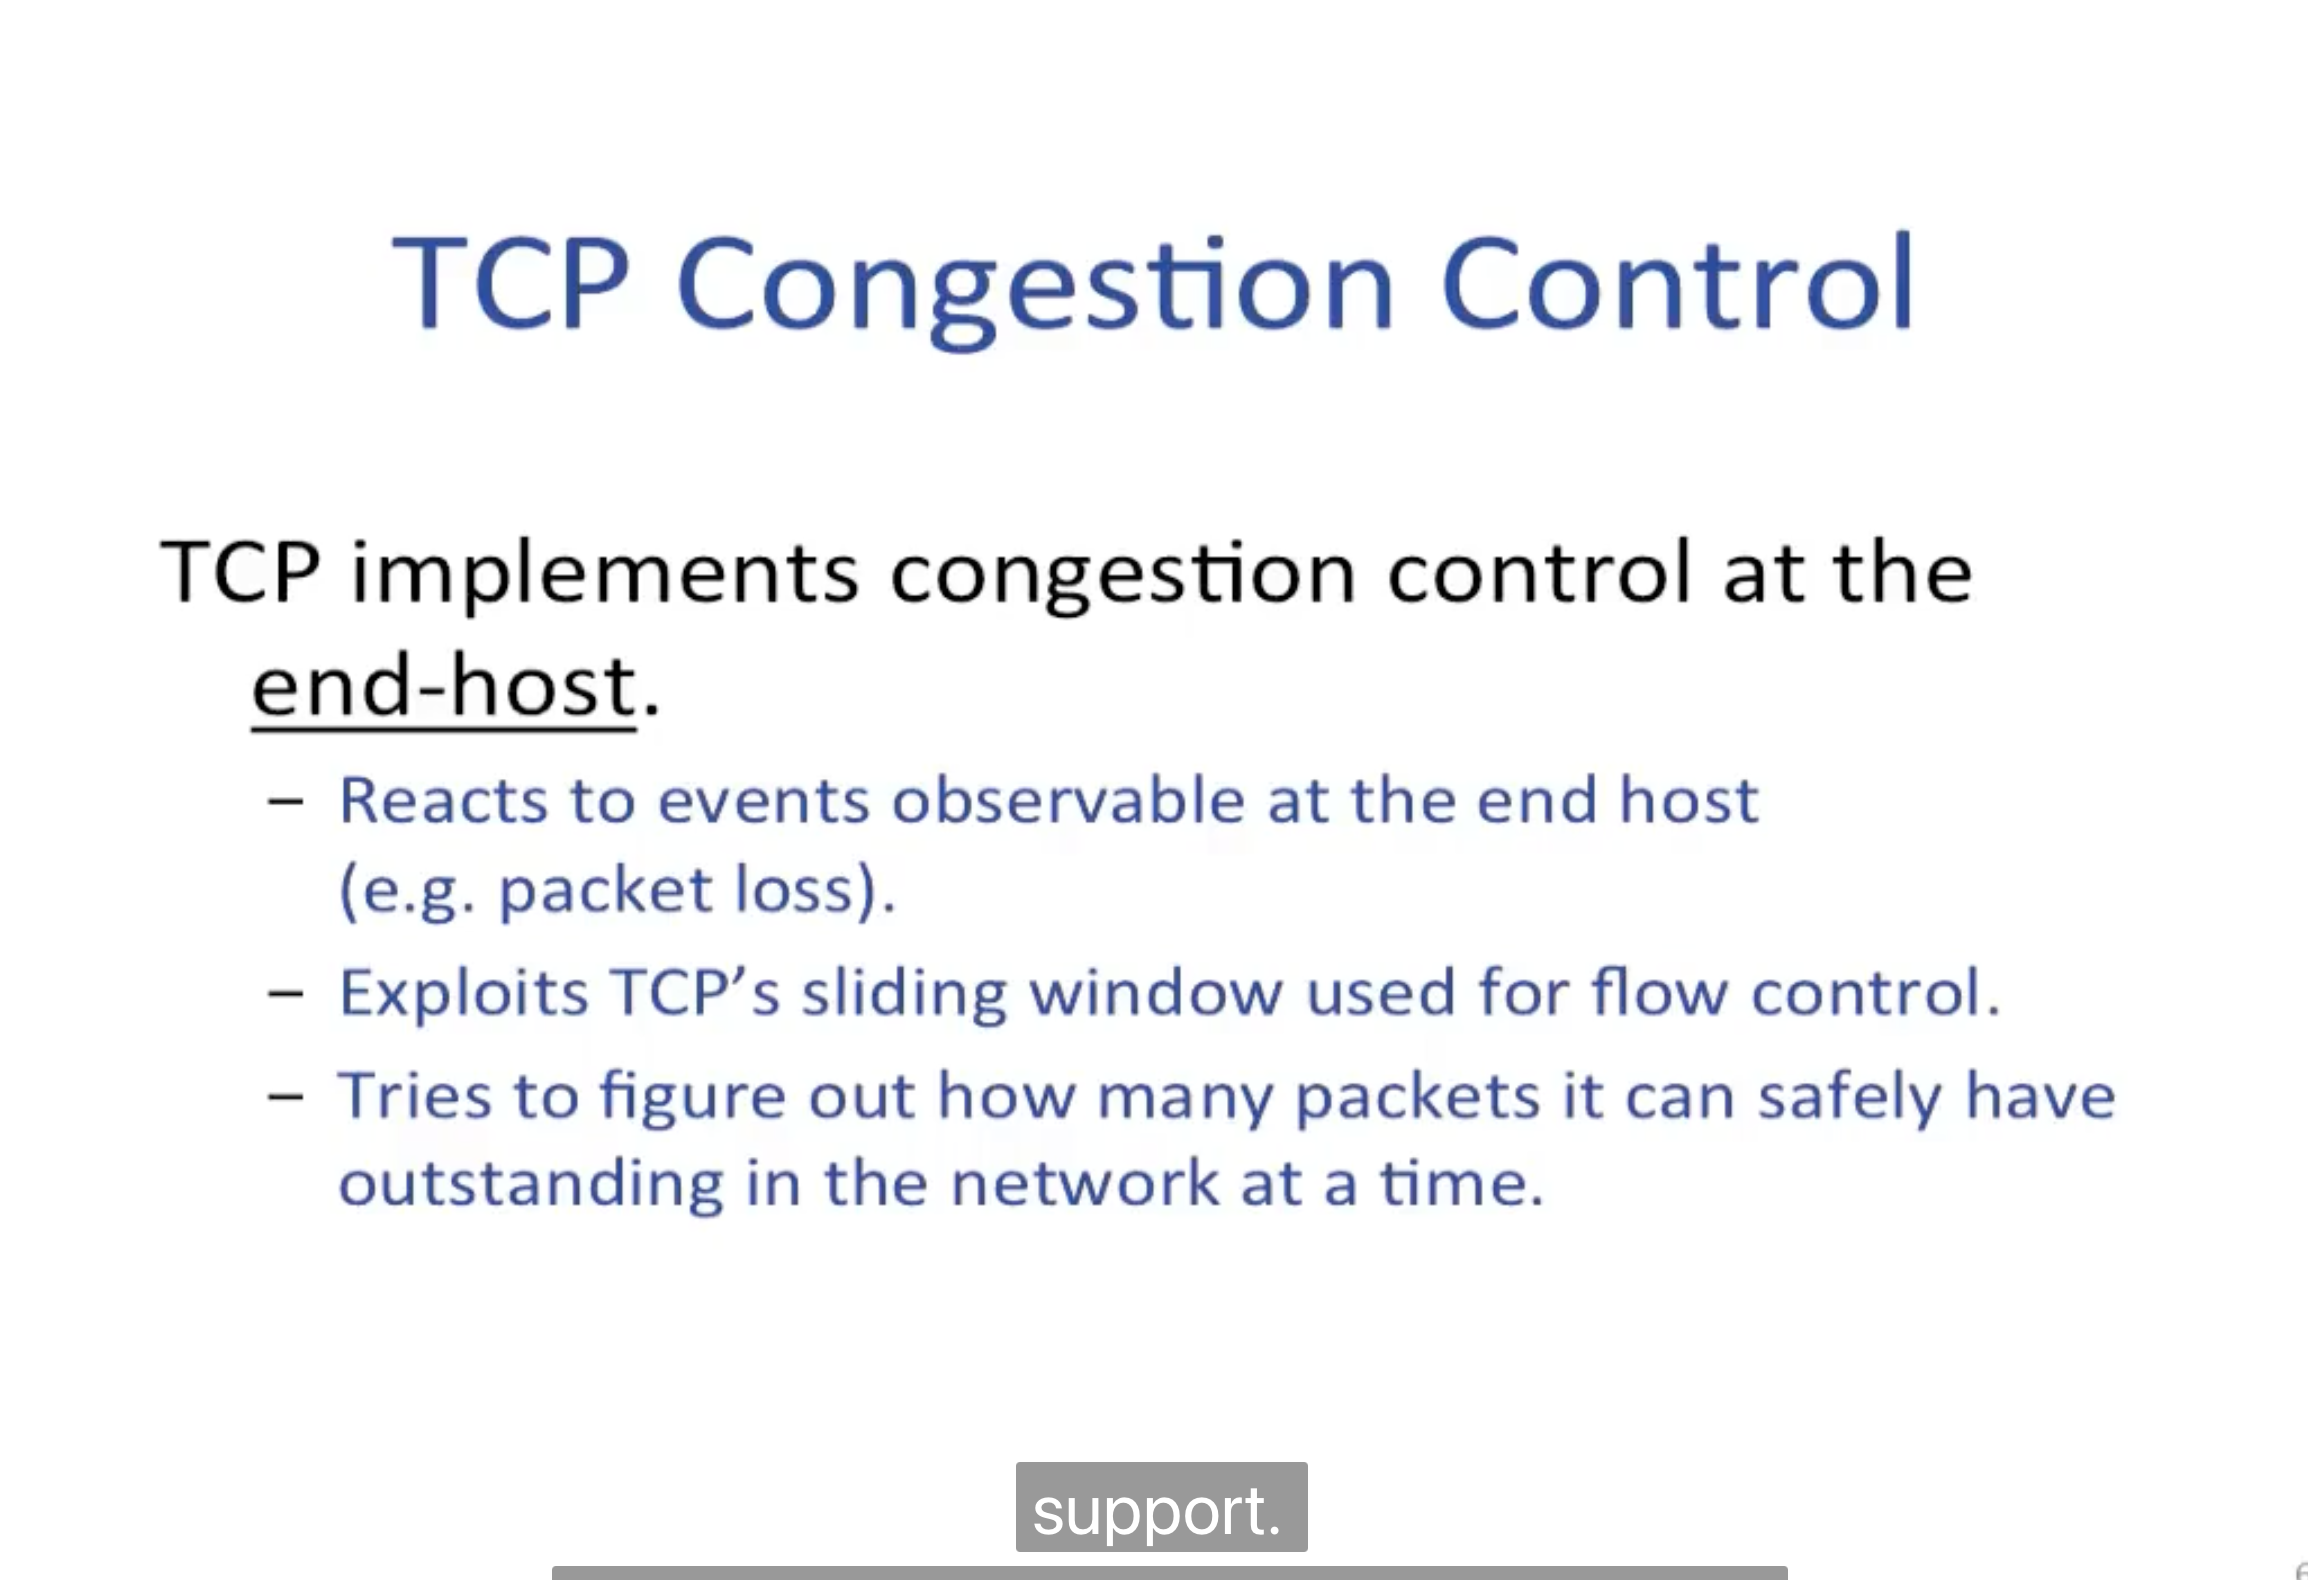 TCP Congestion Control
TCP implements congestion control at the
end-host.
– Reacts to events observable at the end host
(e.g. packet loss).
– Exploits TCP’s sliding window used for flow control.
– Tries to figure out how many packets it can safely have
outstanding in the network at a time.
support.